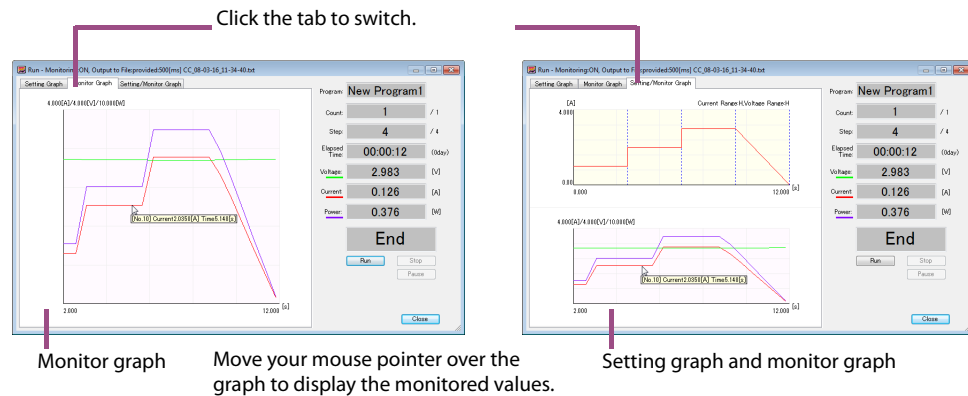 Click the tab to switch.
Run - Monitoring:ON, Output to File:provided:500[ms] CC_08-03-16_11-34-40.txt
Setting Graph Monitor Graph Setting/Monitor Graph
4.000[A]/4.000[V]/10.000[W]
[No.10] Current2.0350[A] Time5.148[s]
2.000
12.000
[s]
Program: New Program1
Count: 1 / 1
Step: 4 / 4
Elapsed Time: 00:00:12 (0day)
Voltage: 2.983 [V]
Current: 0.126 [A]
Power: 0.376 [W]
End
Run Stop
Pause
Close
Run - Monitoring:ON, Output to File:provided:500[ms] CC_08-03-16_11-34-40.txt
Setting Graph Monitor Graph Setting/Monitor Graph
[A]
Current Range:H,Voltage Range:H
4.000
0.00
0.000
12.000
[s]
4.000[A]/4.000[V]/10.000[W]
[No.10] Current2.0350[A] Time5.148[s]
2.000
12.000
[s]
Program: New Program1
Count: 1 / 1
Step: 4 / 4
Elapsed Time: 00:00:12 (0day)
Voltage: 2.983 [V]
Current: 0.126 [A]
Power: 0.376 [W]
End
Run Stop
Pause
Close
Monitor graph
Move your mouse pointer over the
graph to display the monitored values.
Setting graph and monitor graph